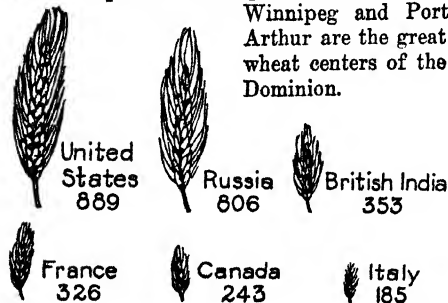 Winnipeg and Port
Arthur are the great
wheat centers of the
Dominion.
United
States
889
Russia
806
British India
353
France
326
Canada
243
Italy
185